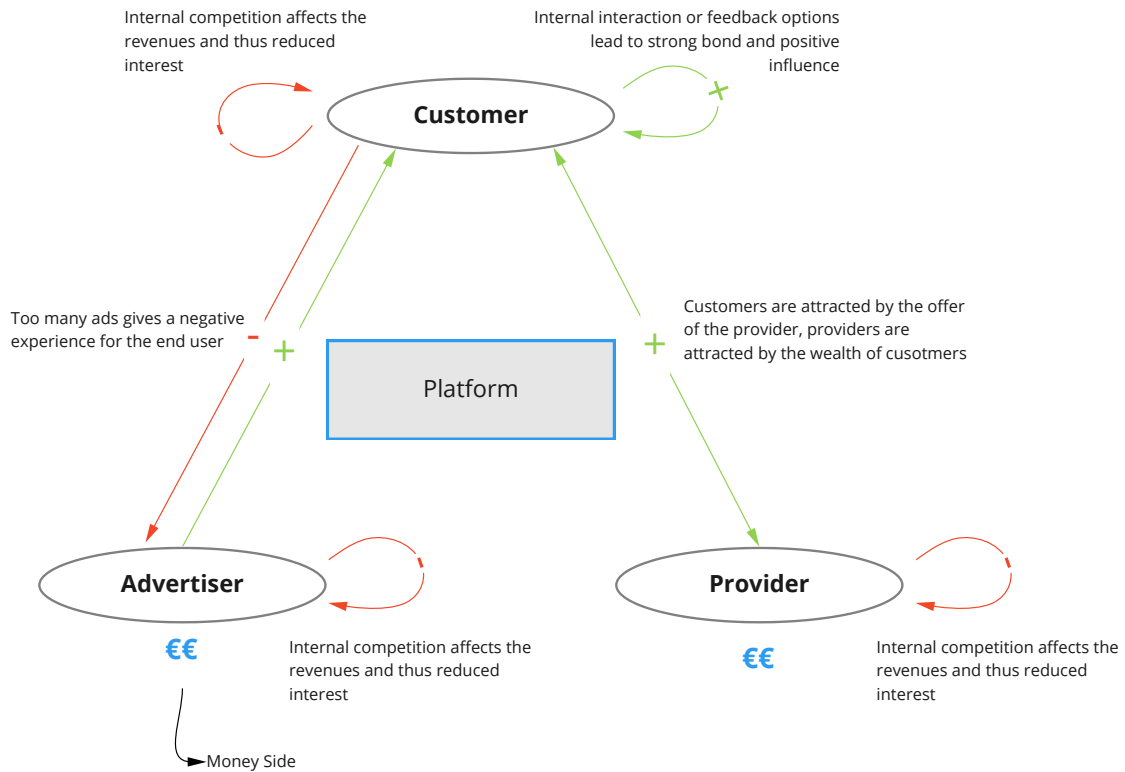 Internal competition affects the
revenues and thus reduced
interest
Internal interaction or feedback options
lead to strong bond and positive
influence
-
+
Customer
Too many ads gives a negative
experience for the end user
-
+
+
Customers are attracted by the offer
of the provider, providers are
attracted by the wealth of cusotmers
Platform
Advertiser
-
Provider
-
€€
Internal competition affects the
revenues and thus reduced
interest
€€
Internal competition affects the
revenues and thus reduced
interest
Money Side